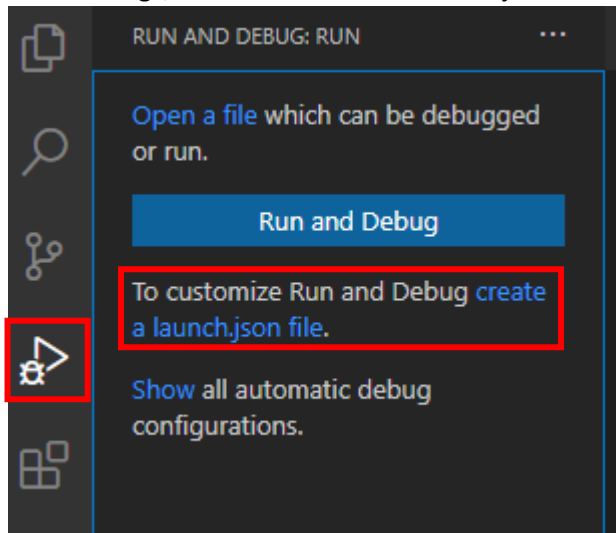 RUN AND DEBUG: RUN
Open a file which can be debugged
or run.
Run and Debug
To customize Run and Debug create
a launch.json file.
Show all automatic debug
configurations.